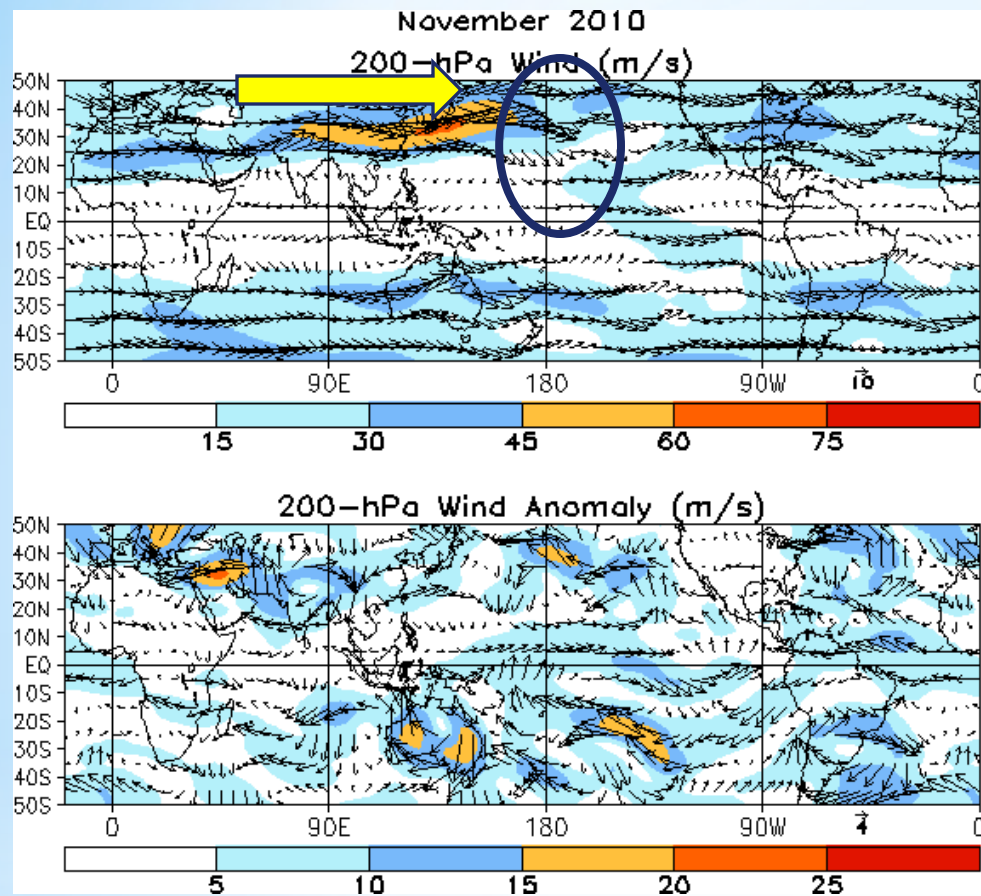 November 2010
200-hPa Wind (m/s)
50N
40N
30N
20N
10N
EQ
10S
20S
30S
40S
50S
0 90E 180 90W 10 0
15 30 45 60 75
200-hPa Wind Anomaly (m/s)
50N
40N
30N
20N
10N
EQ
10S
20S
30S
40S
50S
0 90E 180 90W 4 0
5 10 15 20 25